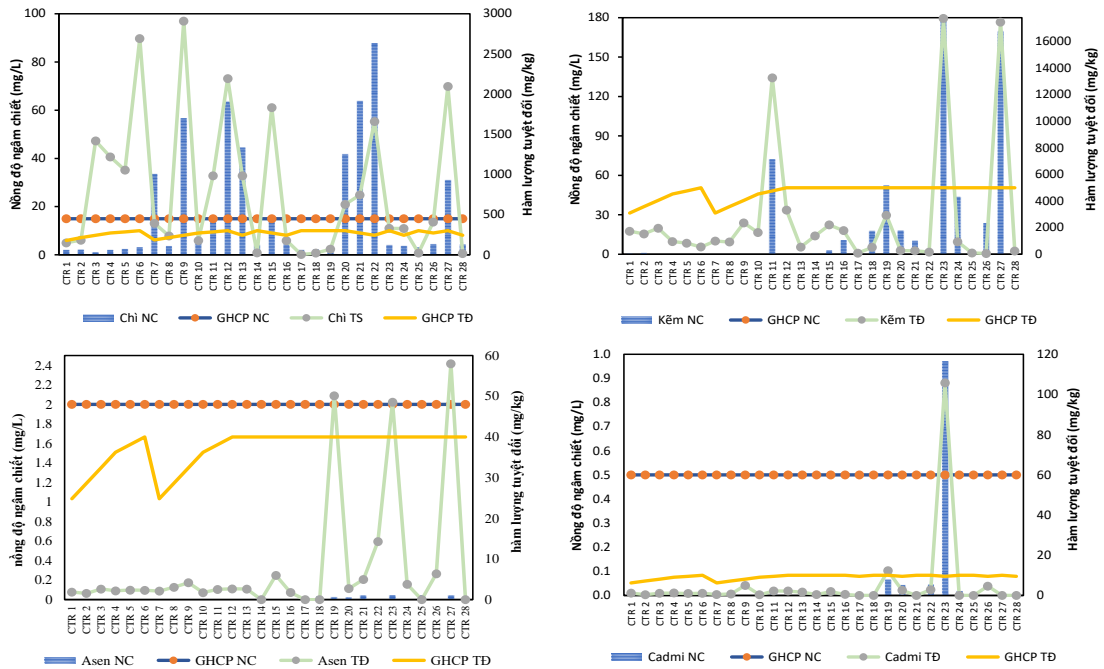 Nồng độ ngâm chiết (mg/L)
100
80
60
40
20
0
3000
2500
2000
1500
1000
500
0
Hàm lượng tuyệt đối (mg/kg)
CTR 1
CTR 2
CTR 3
CTR 4
CTR 5
CTR 6
CTR 7
CTR 8
CTR 9
CTR 10
CTR 11
CTR 12
CTR 13
CTR 14
CTR 15
CTR 16
CTR 17
CTR 18
CTR 19
CTR 20
CTR 21
CTR 22
CTR 23
CTR 24
CTR 25
CTR 26
CTR 27
CTR 28
Chì NC GHCP NC Chì TS GHCP TĐ
Nồng độ ngâm chiết (mg/L)
180
150
120
90
60
30
0
16000
14000
12000
10000
8000
6000
4000
2000
0
Hàm lượng tuyệt đối (mg/kg)
CTR 1
CTR 2
CTR 3
CTR 4
CTR 5
CTR 6
CTR 7
CTR 8
CTR 9
CTR 10
CTR 11
CTR 12
CTR 13
CTR 14
CTR 15
CTR 16
CTR 17
CTR 18
CTR 19
CTR 20
CTR 21
CTR 22
CTR 23
CTR 24
CTR 25
CTR 26
CTR 27
CTR 28
Kẽm NC GHCP NC Kẽm TĐ GHCP TĐ
nồng độ ngâm chiết (mg/L)
2.4
2.2
2
1.8
1.6
1.4
1.2
1
0.8
0.6
0.4
0.2
0
60
50
40
30
20
10
0
hàm lượng tuyệt đối (mg/kg)
CTR 1
CTR 2
CTR 3
CTR 4
CTR 5
CTR 6
CTR 7
CTR 8
CTR 9
CTR 10
CTR 11
CTR 12
CTR 13
CTR 14
CTR 15
CTR 16
CTR 17
CTR 18
CTR 19
CTR 20
CTR 21
CTR 22
CTR 23
CTR 24
CTR 25
CTR 26
CTR 27
CTR 28
Asen NC GHCP NC Asen TĐ GHCP TĐ
Nồng độ ngâm chiết (mg/L)
1.0
0.9
0.8
0.7
0.6
0.5
0.4
0.3
0.2
0.1
0.0
120
100
80
60
40
20
0
Hàm lượng tuyệt đối (mg/kg)
CTR 1
CTR 2
CTR 3
CTR 4
CTR 5
CTR 6
CTR 7
CTR 8
CTR 9
CTR 10
CTR 11
CTR 12
CTR 13
CTR 14
CTR 15
CTR 16
CTR 17
CTR 18
CTR 19
CTR 20
CTR 21
CTR 22
CTR 23
CTR 24
CTR 25
CTR 26
CTR 27
CTR 28
Cadmi NC GHCP NC Cadmi TĐ GHCP TĐ